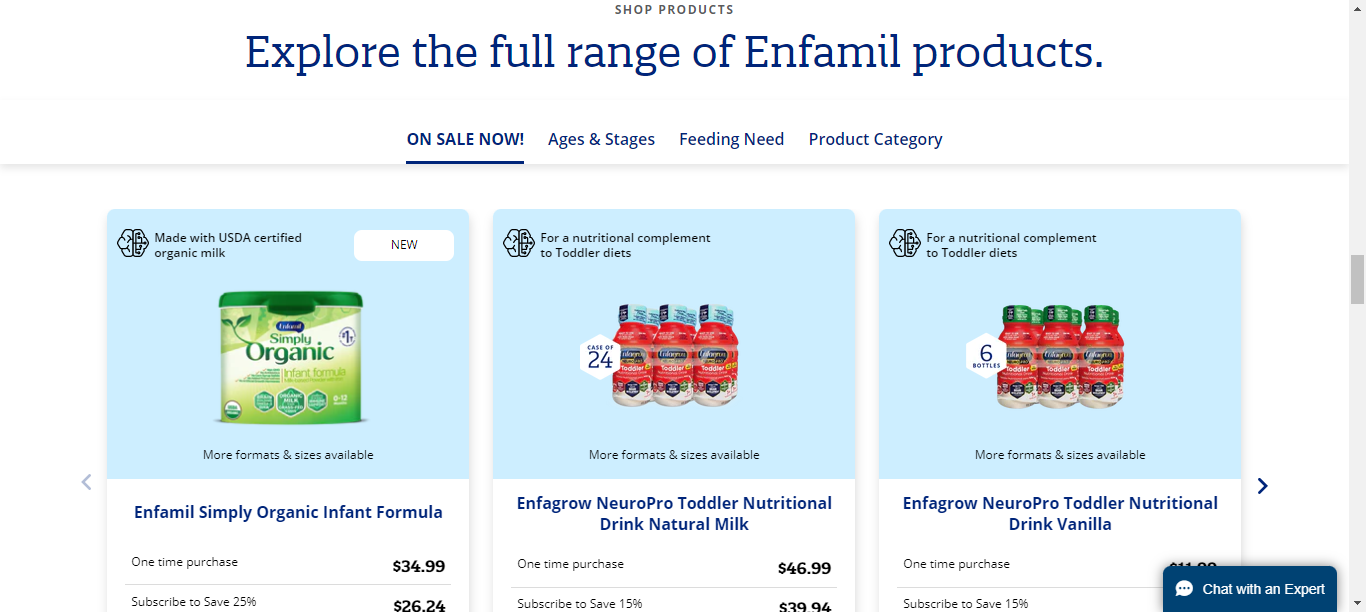 SHOP PRODUCTS
Explore the full range of Enfamil products.
ON SALE NOW!
Ages & Stages
Feeding Need
Product Category
Made with USDA certified
organic milk
NEW
Enfamil
Simply
Organic
Infant formula
0-12
More formats & sizes available
Enfamil Simply Organic Infant Formula
One time purchase
$34.99
Subscribe to Save 25%
$26.24
For a nutritional complement
to Toddler diets
CASE OF
24
Enfagrow
Toddler
More formats & sizes available
Enfagrow NeuroPro Toddler Nutritional
Drink Natural Milk
One time purchase
$46.99
Subscribe to Save 15%
$39.94
For a nutritional complement
to Toddler diets
6
BOTTLES
Enfagrow
Toddler
More formats & sizes available
Enfagrow NeuroPro Toddler Nutritional
Drink Vanilla
One time purchase
Subscribe to Save 15%
Chat with an Expert